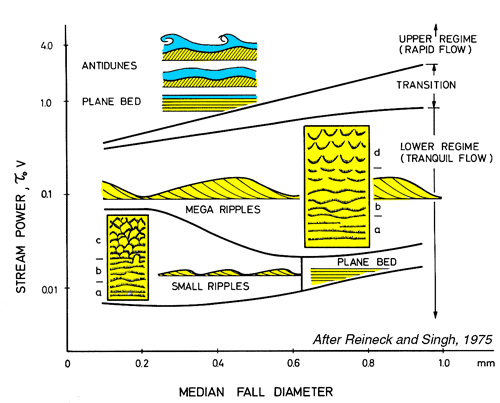 UPPER REGIME
(RAPID FLOW)
4.0
ANTIDUNES
TRANSITION
PLANE BED
1.0
LOWER REGIME
(TRANQUIL FLOW)
d
c
b
a
0.1
MEGA RIPPLES
STREAM POWER, τ₀ V
c
b
a
PLANE BED
0.01
SMALL RIPPLES
After Reineck and Singh, 1975
0 0.2 0.4 0.6 0.8 1.0 mm
MEDIAN FALL DIAMETER